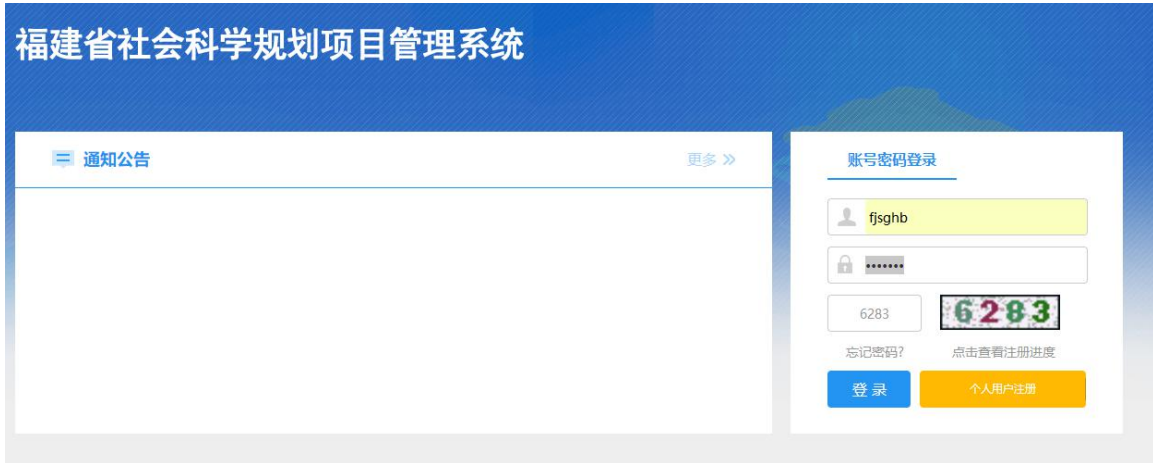 福建省社会科学规划项目管理系统
通知公告
更多
账号密码登录
fjsghb
•••••••
6283
6283
忘记密码?
点击查看注册进度
登 录
个人用户注册